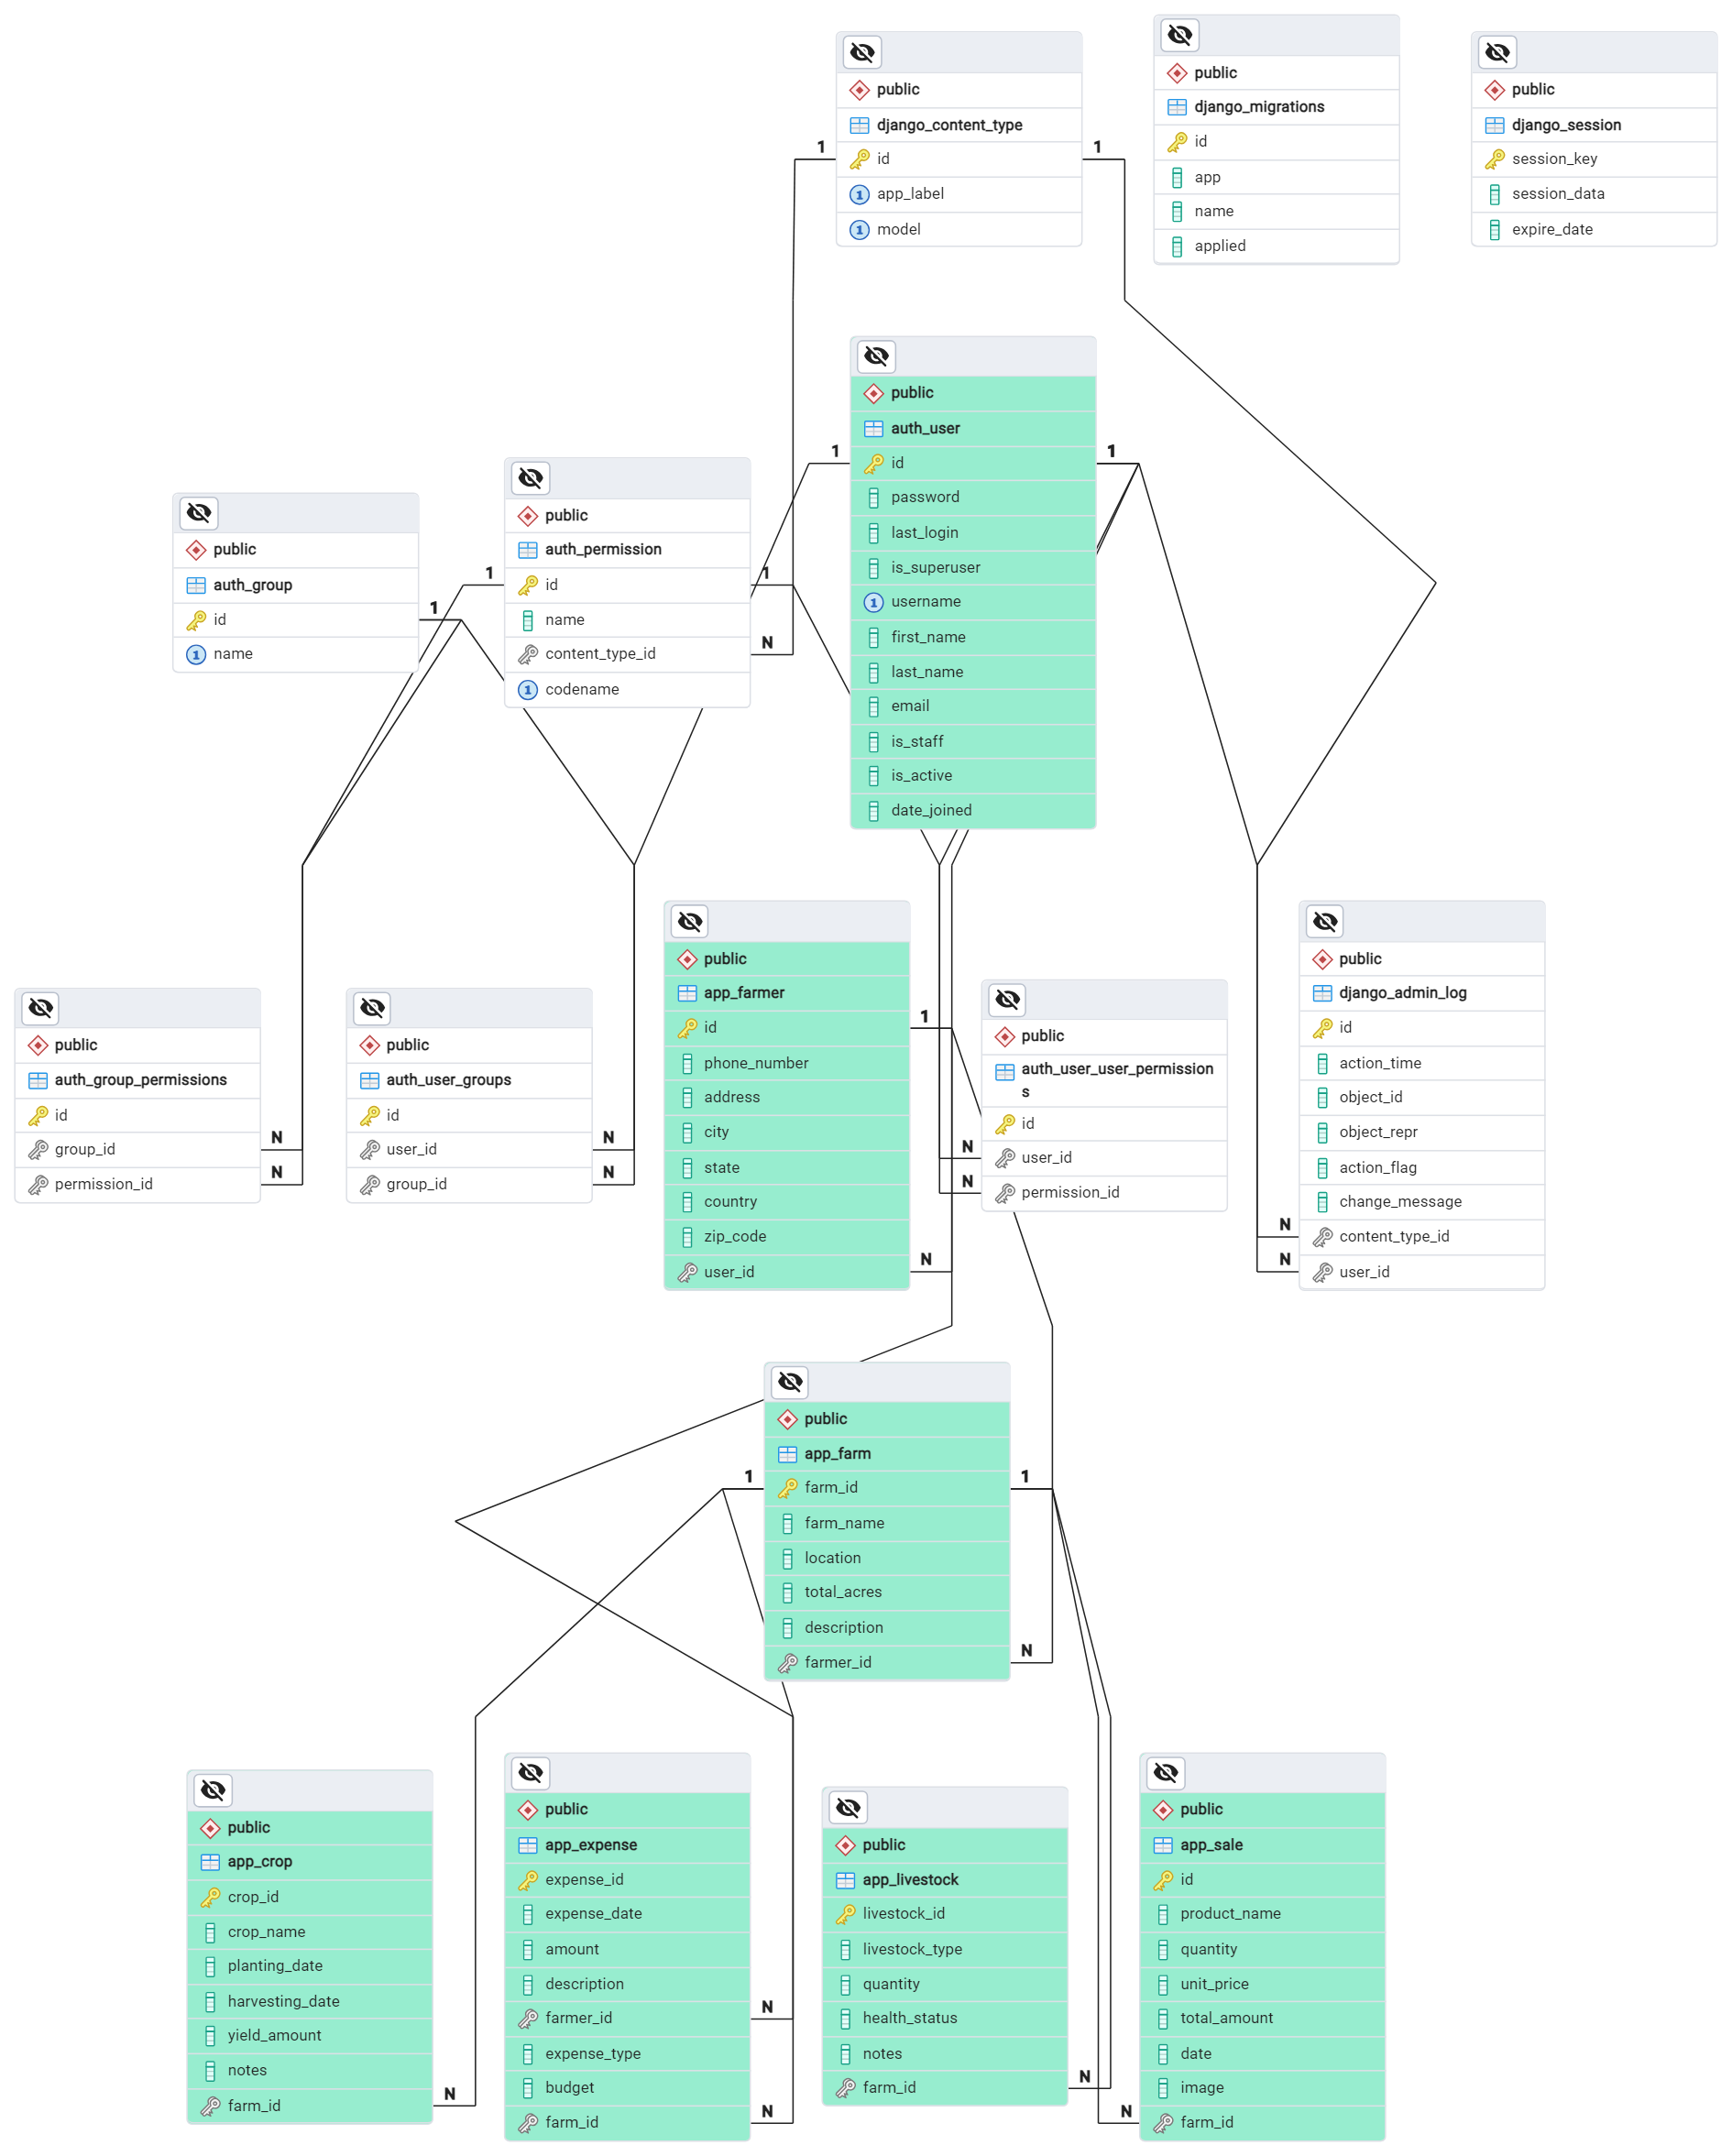 public
django_content_type
id
app_label
model
1
1
public
django_migrations
id
app
name
applied
public
django_session
session_key
session_data
expire_date
public
auth_user
id
password
last_login
is_superuser
username
first_name
last_name
email
is_staff
is_active
date_joined
1
1
public
auth_permission
id
name
content_type_id
codename
1
1
N
public
auth_group
id
name
1
public
auth_group_permissions
id
group_id
permission_id
N
N
public
auth_user_groups
id
user_id
group_id
N
N
public
app_farmer
id
phone_number
address
city
state
country
zip_code
user_id
1
N
public
auth_user_user_permission
s
id
user_id
permission_id
N
N
public
django_admin_log
id
action_time
object_id
object_repr
action_flag
change_message
content_type_id
user_id
N
N
public
app_farm
farm_id
farm_name
location
total_acres
description
farmer_id
1
1
N
public
app_crop
crop_id
crop_name
planting_date
harvesting_date
yield_amount
notes
farm_id
N
public
app_expense
expense_id
expense_date
amount
description
farmer_id
expense_type
budget
farm_id
N
N
public
app_livestock
livestock_id
livestock_type
quantity
health_status
notes
farm_id
N
public
app_sale
id
product_name
quantity
unit_price
total_amount
date
image
farm_id
N